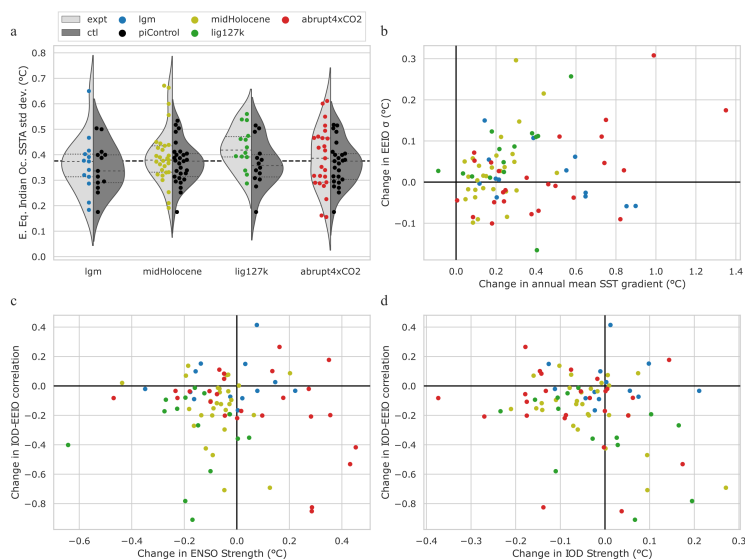 expt
lgm
midHolocene
abrupt4xCO2
ctl
piControl
lig127k
a
b
E. Eq. Indian Oc. SSTA std dev. (°C)
0.8
0.7
0.6
0.5
0.4
0.3
0.2
0.1
0.0
lgm
midHolocene
lig127k
abrupt4xCO2
Change in EEIO σ (°C)
0.3
0.2
0.1
0.0
−0.1
0.0
0.2
0.4
0.6
0.8
1.0
1.2
1.4
Change in annual mean SST gradient (°C)
c
d
Change in IOD-EEIO correlation
0.4
0.2
0.0
−0.2
−0.4
−0.6
−0.8
−0.6
−0.4
−0.2
0.0
0.2
0.4
Change in ENSO Strength (°C)
Change in IOD-EEIO correlation
0.4
0.2
0.0
−0.2
−0.4
−0.6
−0.8
−0.4
−0.3
−0.2
−0.1
0.0
0.1
0.2
0.3
Change in IOD Strength (°C)